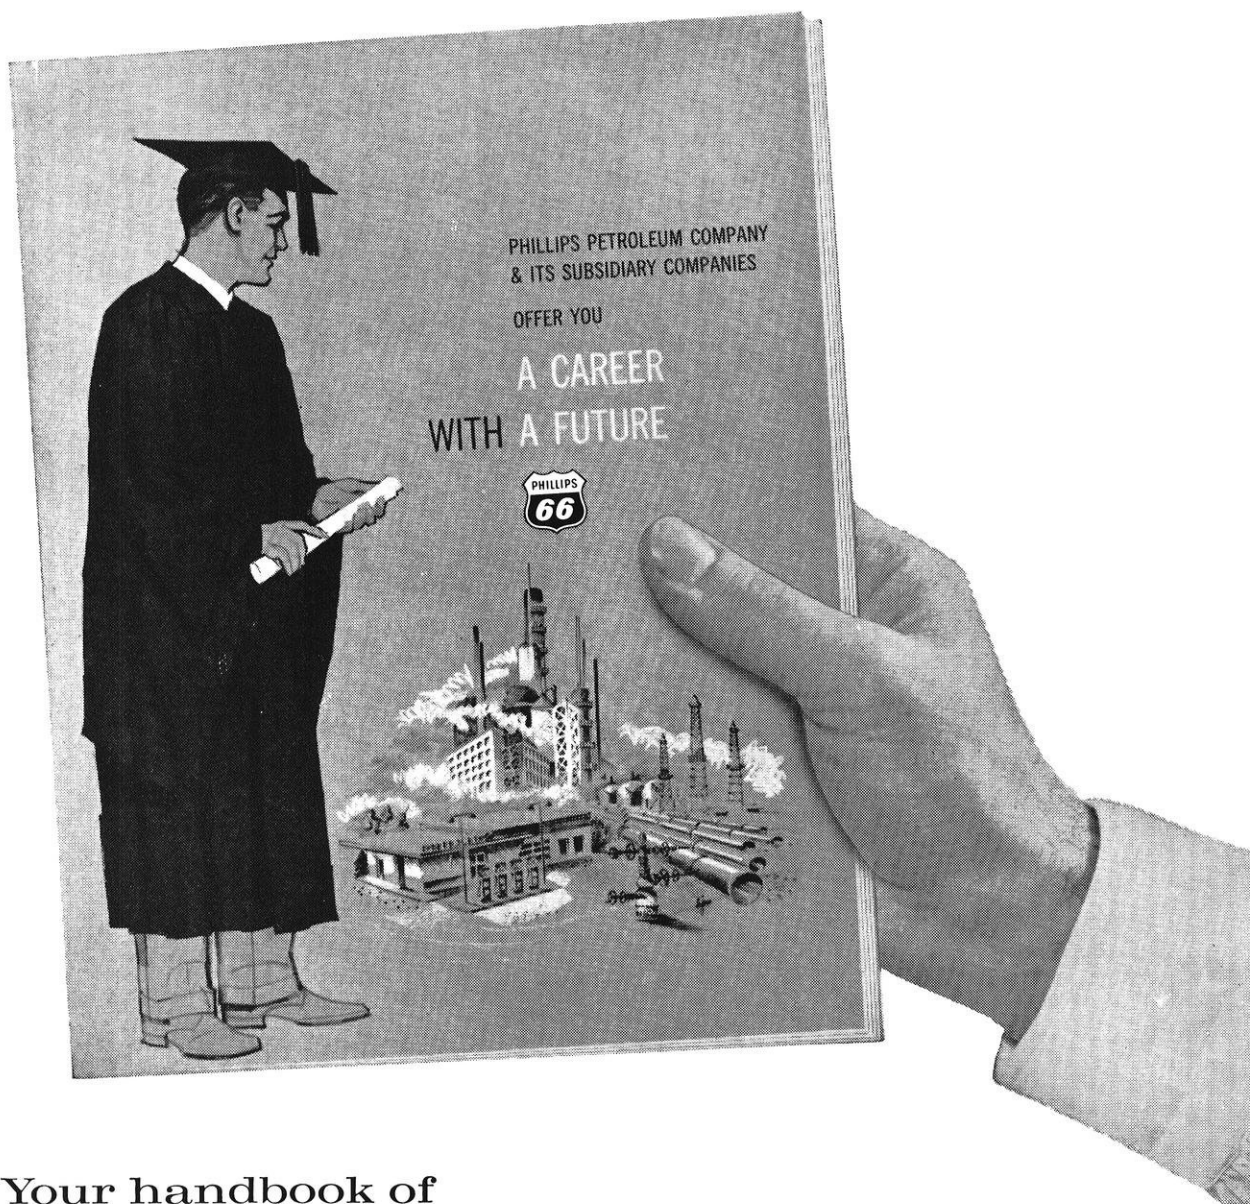 PHILLIPS PETROLEUM COMPANY
& ITS SUBSIDIARY COMPANIES
OFFER YOU
A CAREER
WITH A FUTURE
PHILLIPS
66
Your handbook of